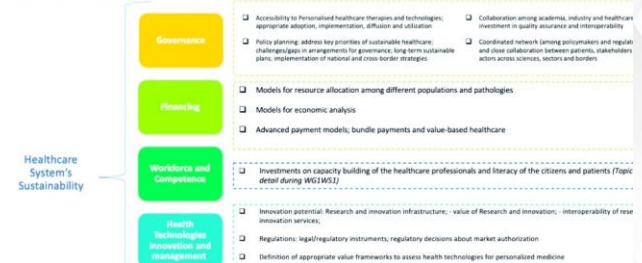 Healthcare
System's
Sustainability
Governance
Accessibility to Personalised healthcare therapies and technologies;
appropriate adoption, implementation, diffusion and utilization
Policy planning: address key priorities of sustainable healthcare;
challenges/gaps in arrangements for governance; long-term sustainable
plans; implementation of national and cross-border strategies
Collaboration among academia, industry and healthcare
investment in quality assurance and interoperability
Coordinated network (among policymakers and
and close collaboration between patients, stakeholders
actors across sciences, sectors and borders
Financing
Models for resource allocation among different populations and pathologies
Models for economic analysis
Advanced payment models; bundle payments and value-based healthcare
Workforce and
Competence
Investments on capacity building of the healthcare professionals and literacy of the citizens and patients (Topic
detail during WG1WS1)
Health
Technologies
innovation and
management
Innovation potential: Research and innovation infrastructure; - value of Research and Innovation; - interoperability of
innovation services;
Regulations: legal/regulatory instruments; regulatory decisions about market authorization
Definition of appropriate value frameworks to assess health technologies for personalized medicine